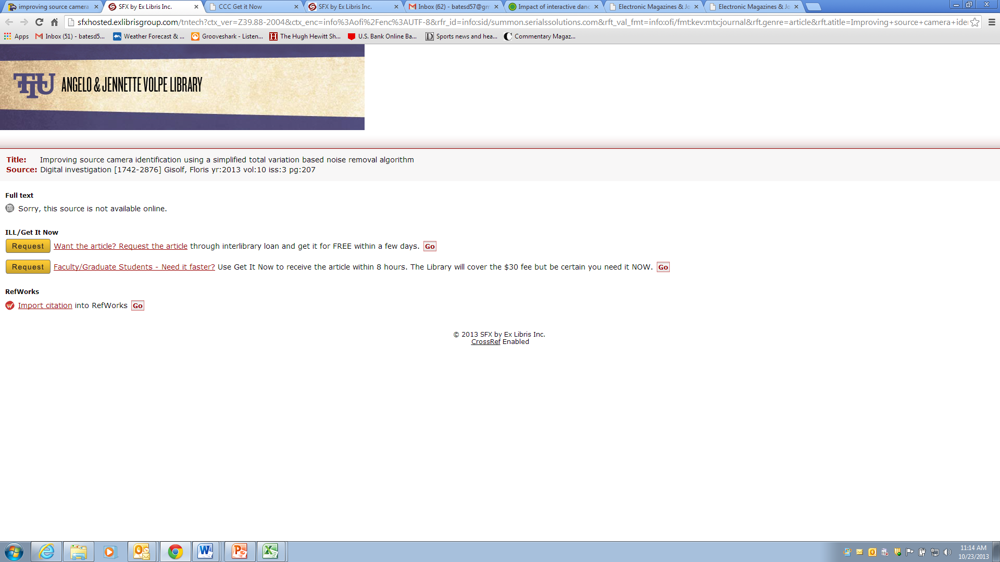 improving source camera
SFX by Ex Libris Inc.
CCC Get it Now
SFX by Ex Libris Inc.
Inbox (62) - batesd57@gm
Impact of interactive danc
Electronic Magazines & Jo
Electronic Magazines & Jo
sfxhosted.exlibrisgroup.com/tntech?ctx_ver=Z39.88-2004&ctx_enc=info%3Aofi%2Fenc%3AUTF-8&rfr_id=info:sid/summon.serialssolutions.com&rft_val_fmt=info:ofi/fmt:kev:mtx:journal&rft.genre=article&rft.atitle=Improving+source+camera+ide
Apps
Inbox (51) - batesd5...
Weather Forecast & ...
Grooveshark - Listen...
The Hugh Hewitt Sh...
U.S. Bank Online Ba...
Sports news and hea...
Commentary Magaz...
TTU ANGELO & JENNETTE VOLPE LIBRARY
Title: Improving source camera identification using a simplified total variation based noise removal algorithm
Source: Digital investigation [1742-2876] Gisolf, Floris yr:2013 vol:10 iss:3 pg:207
Full text
Sorry, this source is not available online.
ILL/Get It Now
Request Want the article? Request the article through interlibrary loan and get it for FREE within a few days. Go
Request Faculty/Graduate Students - Need it faster? Use Get It Now to receive the article within 8 hours. The Library will cover the $30 fee but be certain you need it NOW. Go
RefWorks
Import citation into RefWorks Go
© 2013 SFX by Ex Libris Inc.
CrossRef Enabled
11:14 AM
10/23/2013